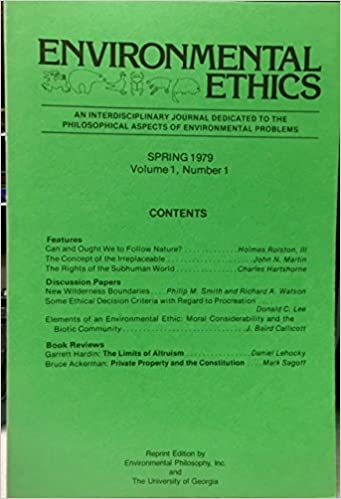 ENVIRONMENTAL
ETHICS
AN INTERDISCIPLINARY JOURNAL DEDICATED TO THE
PHILOSOPHICAL ASPECTS OF ENVIRONMENTAL PROBLEMS
SPRING 1979
Volume 1, Number 1
CONTENTS
Features
Can and Ought We to Follow Nature? . . . . . . . . . . . . Holmes Rolston, III
The Concept of the Irreplaceable . . . . . . . . . . . . . . . . . John N. Martin
The Rights of the Subhuman World . . . . . . . . . . . . . Charles Hartshorne
Discussion Papers
New Wilderness Boundaries . . . . Philip M. Smith and Richard A. Watson
Some Ethical Decision Criteria with Regard to Procreation . . . . . . . . . . .
Donald C. Lee
Elements of an Environmental Ethic: Moral Considerability and the
Biotic Community . . . . . . . . . . . . . . . . . . . . . . . . . . J. Baird Callicott
Book Reviews
Garrett Hardin: The Limits of Altruism . . . . . . . . . . . . . Daniel Lehocky
Bruce Ackerman: Private Property and the Constitution . . . . Mark Sagoff
Reprint Edition by
Environmental Philosophy, Inc.
and
The University of Georgia